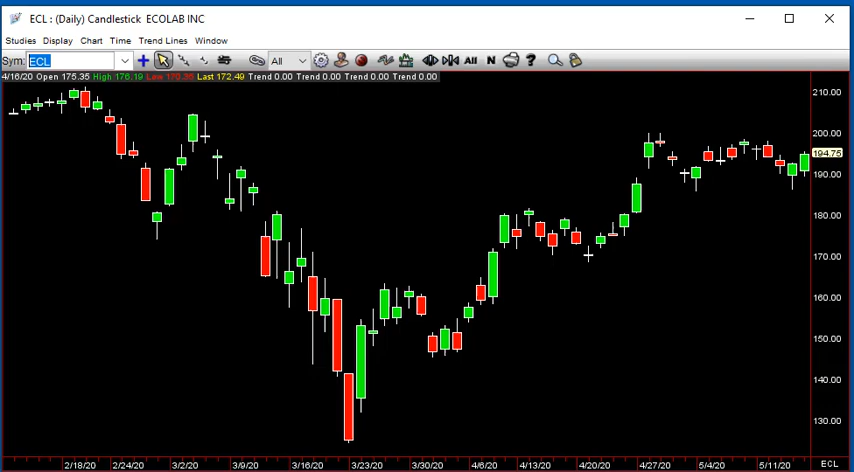 ECL : (Daily) Candlestick ECOLAB INC
Studies Display Chart Time Trend Lines Window
Sym: ECL All All N ?
4/16/20 Open 175.35 High 176.19 Low 170.35 Last 172.49 Trend 0.00 Trend 0.00 Trend 0.00 Trend 0.00
210.00
200.00
194.75
190.00
180.00
170.00
160.00
150.00
140.00
130.00
2/18/20 2/24/20 3/2/20 3/9/20 3/16/20 3/23/20 3/30/20 4/6/20 4/13/20 4/20/20 4/27/20 5/4/20 5/11/20 ECL